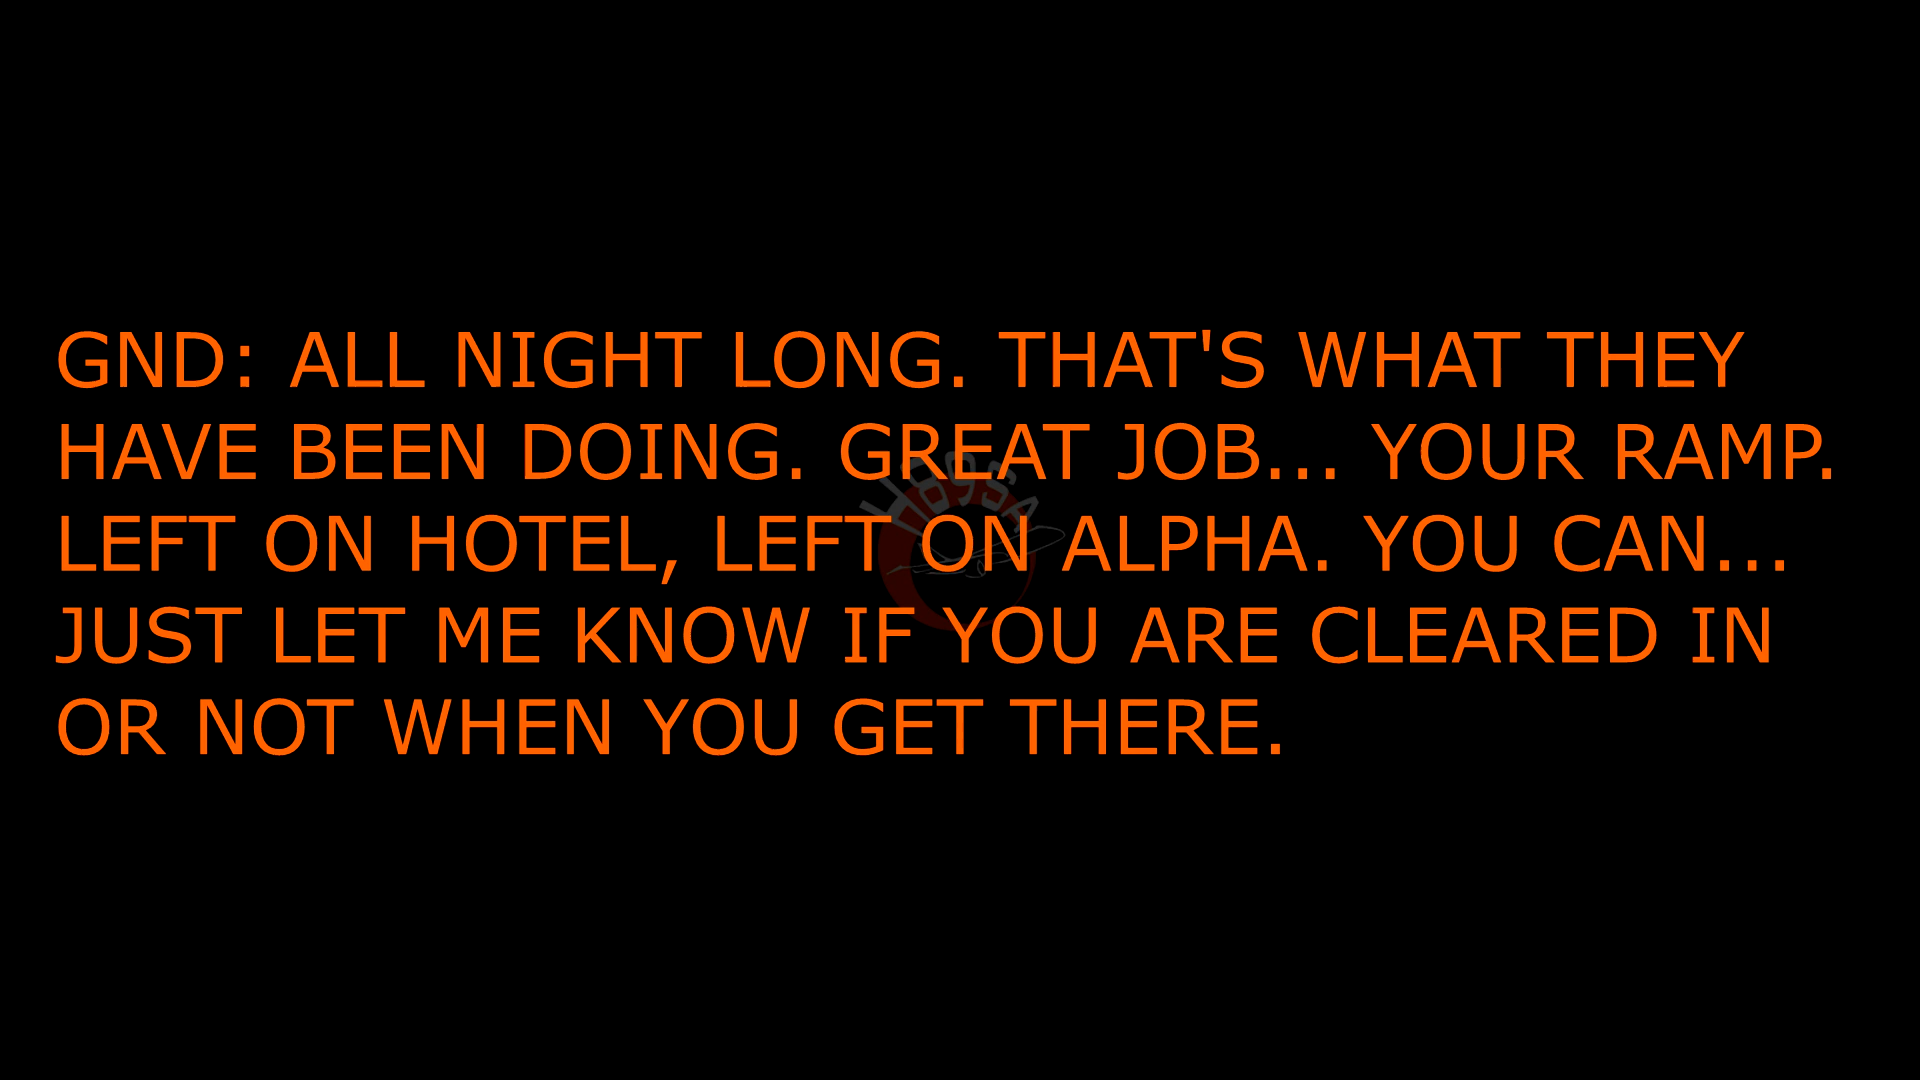 GND: ALL NIGHT LONG. THAT'S WHAT THEY
HAVE BEEN DOING. GREAT JOB... YOUR RAMP.
LEFT ON HOTEL, LEFT ON ALPHA. YOU CAN...
JUST LET ME KNOW IF YOU ARE CLEARED IN
OR NOT WHEN YOU GET THERE.